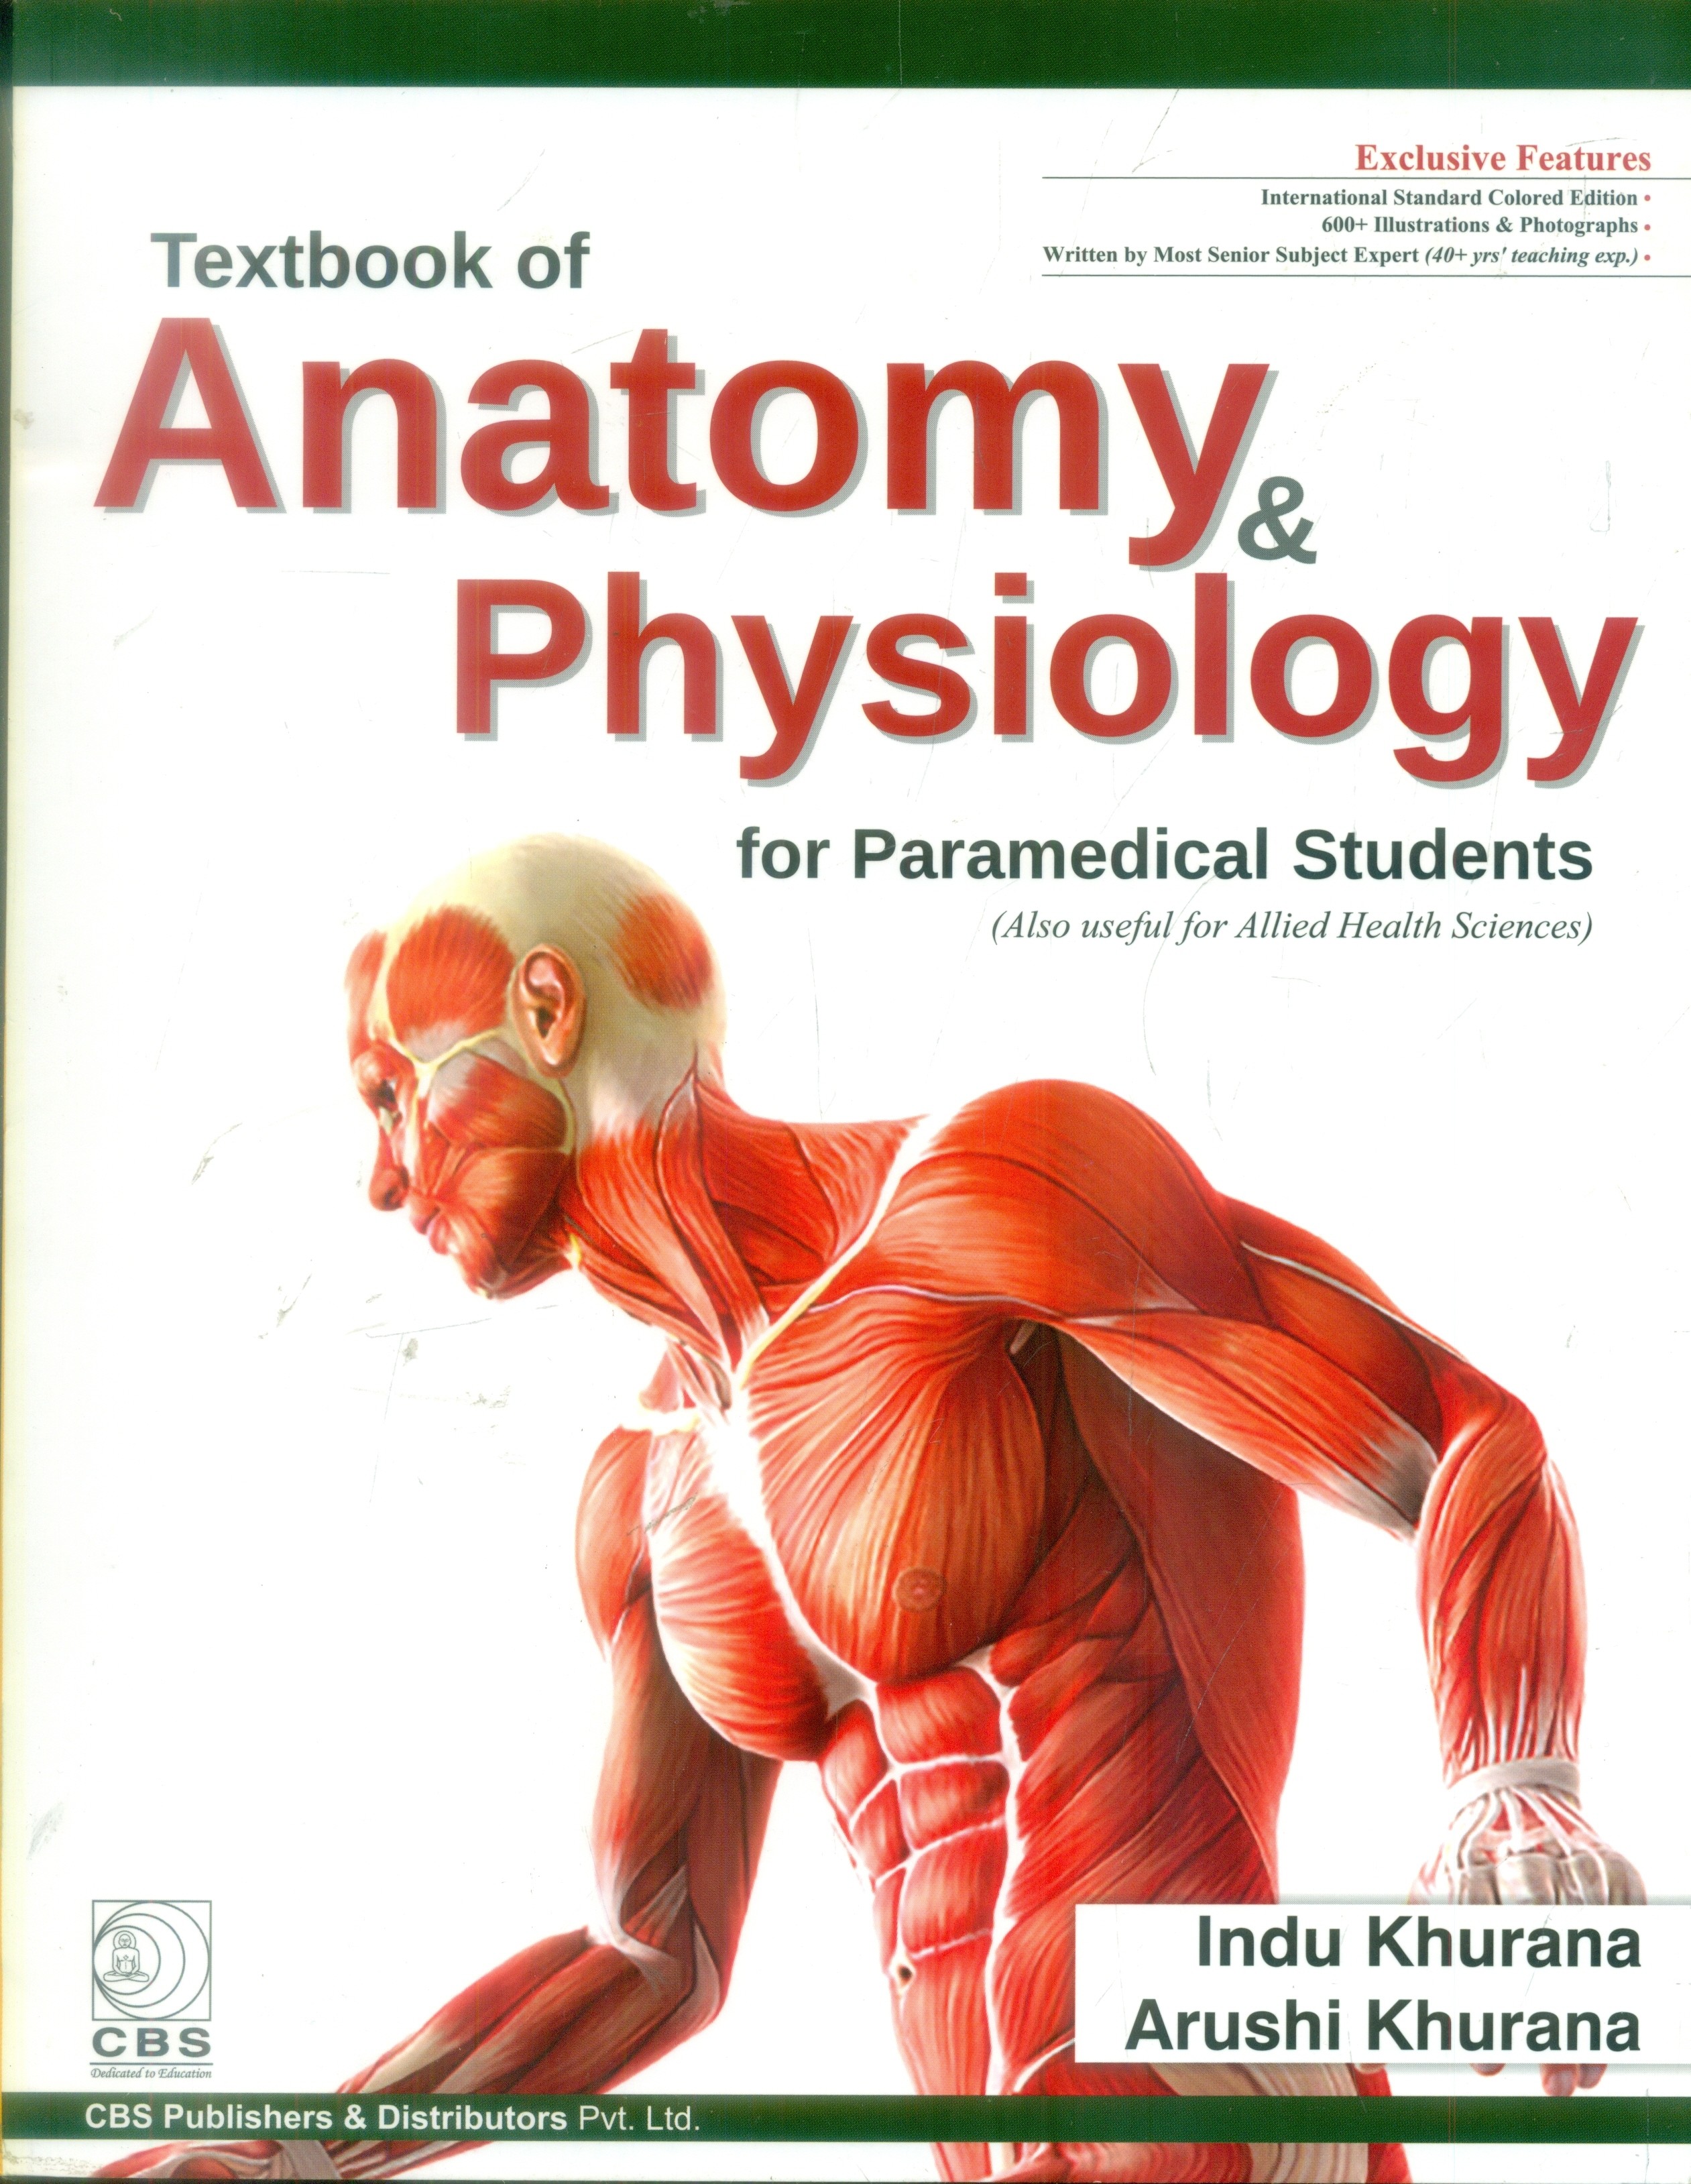 Exclusive Features
International Standard Colored Edition •
600+ Illustrations & Photographs •
Written by Most Senior Subject Expert (40+ yrs' teaching exp.) •
Textbook of
Anatomy
&
Physiology
for Paramedical Students
(Also useful for Allied Health Sciences)
Indu Khurana
Arushi Khurana
CBS
Dedicated to Education
CBS Publishers & Distributors Pvt. Ltd.